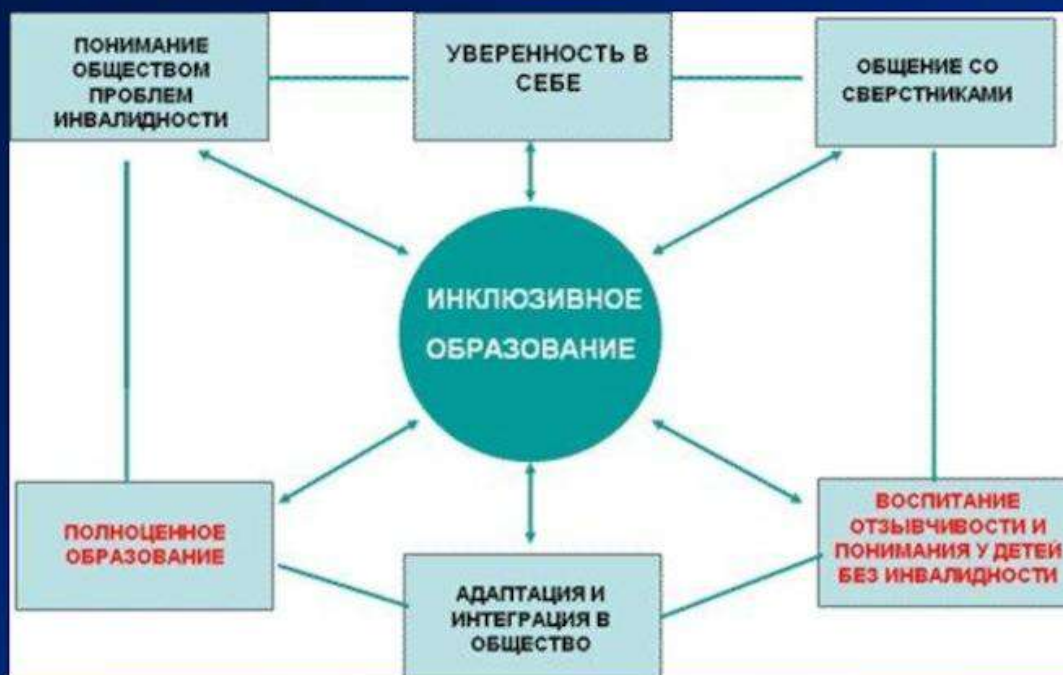 ПОНИМАНИЕ
ОБЩЕСТВОМ
ПРОБЛЕМ
ИНВАЛИДНОСТИ
УВЕРЕННОСТЬ В
СЕБЕ
ОБЩЕНИЕ СО
СВЕРСТНИКАМИ
ИНКЛЮЗИВНОЕ
ОБРАЗОВАНИЕ
ПОЛНОЦЕННОЕ
ОБРАЗОВАНИЕ
АДАПТАЦИЯ И
ИНТЕГРАЦИЯ В
ОБЩЕСТВО
ВОСПИТАНИЕ
ОТЗЫВЧИВОСТИ И
ПОНИМАНИЯ У ДЕТЕЙ
БЕЗ ИНВАЛИДНОСТИ